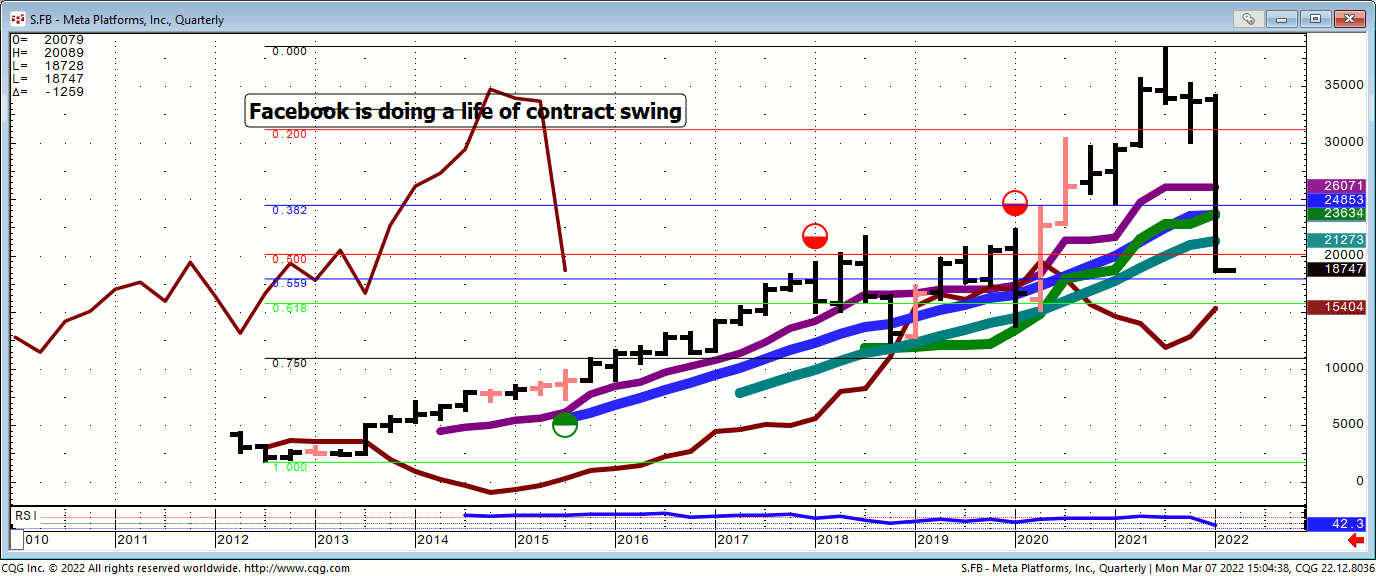 S.FB - Meta Platforms, Inc., Quarterly
O= 20079
H= 20089
L= 18728
L= 18747
Δ= -1259
0.000
Facebook is doing a life of contract swing
0.200
0.382
0.500
0.559
0.618
0.750
1.000
35000
30000
26071
24853
23634
21273
20000
18747
15404
10000
5000
0
RSI
42.3
2010 2011 2012 2013 2014 2015 2016 2017 2018 2019 2020 2021 2022
CQG Inc. © 2022 All rights reserved worldwide. http://www.cqg.com
S.FB - Meta Platforms, Inc., Quarterly | Mon Mar 07 2022 15:04:38, CQG 22.12.8036